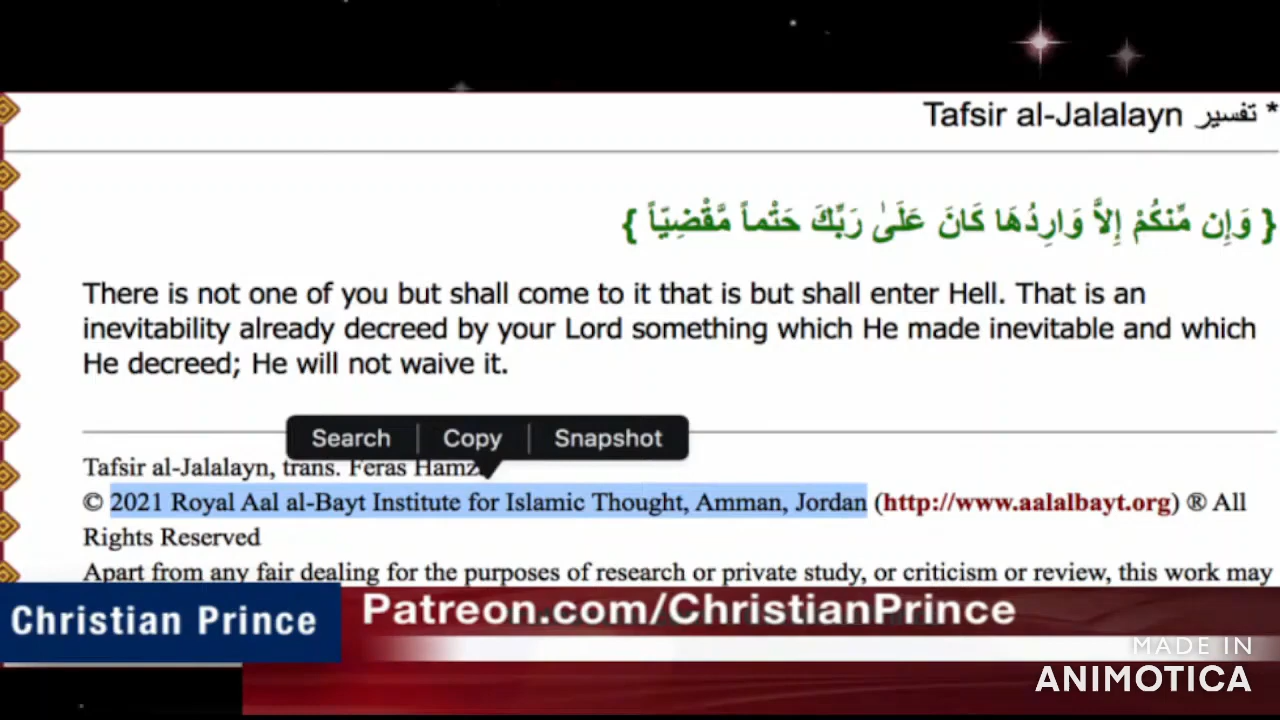 * تفسير Tafsir al-Jalalayn
{ وَإِن مِّنكُمْ إِلاَّ وَارِدُهَا كَانَ عَلَىٰ رَبِّكَ حَتْماً مَّقْضِيّاً }
There is not one of you but shall come to it that is but shall enter Hell. That is an
inevitability already decreed by your Lord something which He made inevitable and which
He decreed; He will not waive it.
Search Copy Snapshot
Tafsir al-Jalalayn, trans. Feras
© 2021 Royal Aal al-Bayt Institute for Islamic Thought, Amman, Jordan (http://www.aalalbayt.org) ® All
Rights Reserved
Apart from any fair dealing for the purposes of research or private study, or criticism or review, this work may
Christian Prince
Patreon.com/ChristianPrince
MADE IN
ANIMOTICA